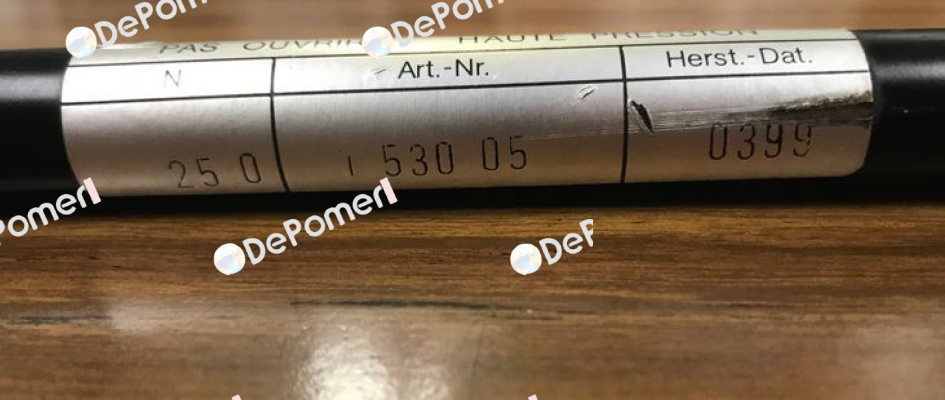 DePomeri DePomeri
PAS OUVRIR HAUTE PRESSION
N Art.-Nr. Herst.-Dat.
25 0 1 530 05 0399
DePomeri DePomeri DeP